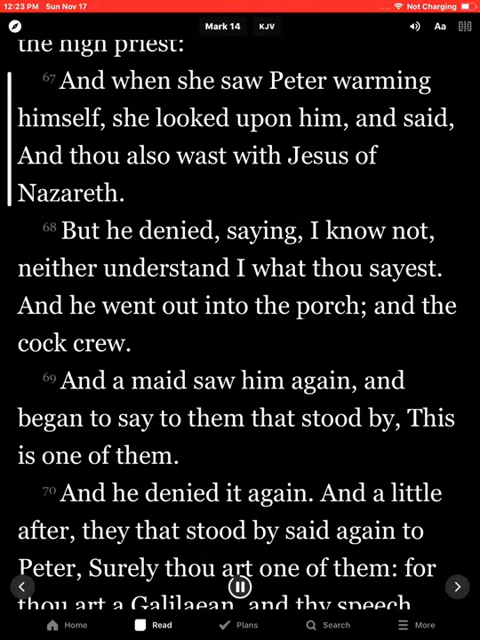 12:23 PM Sun Nov 17 Not Charging
Mark 14 KJV Aa
the high priest:
67 And when she saw Peter warming
himself, she looked upon him, and said,
And thou also wast with Jesus of
Nazareth.
68 But he denied, saying, I know not,
neither understand I what thou sayest.
And he went out into the porch; and the
cock crew.
69 And a maid saw him again, and
began to say to them that stood by, This
is one of them.
70 And he denied it again. And a little
after, they that stood by said again to
Peter, Surely thou art one of them: for
thou art a Galilaean, and thy speech
Home Read Plans Search More